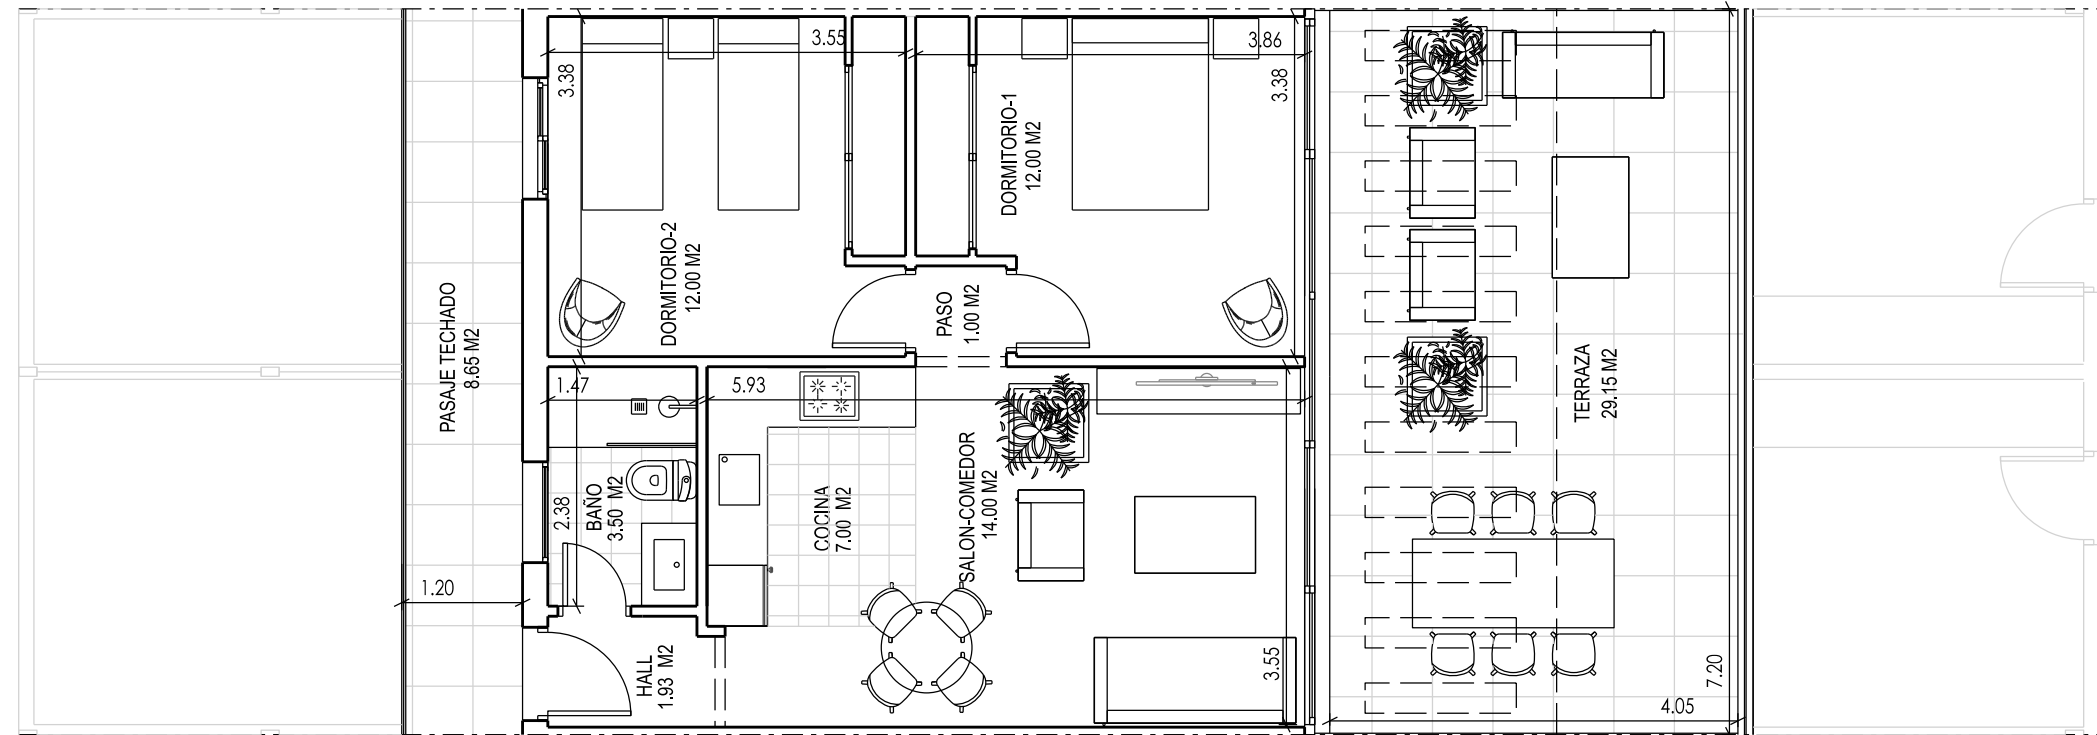 3.55
3.86
3.38
3.38
DORMITORIO-1
12.00 M2
DORMITORIO-2
12.00 M2
PASO
1.00 M2
PASAJE TECHADO
8.65 M2
TERRAZA
29.15 M2
1.47
5.93
2.38
BAÑO
3.50 M2
COCINA
7.00 M2
SALON-COMEDOR
14.00 M2
1.20
HALL
1.93 M2
3.55
7.20
4.05